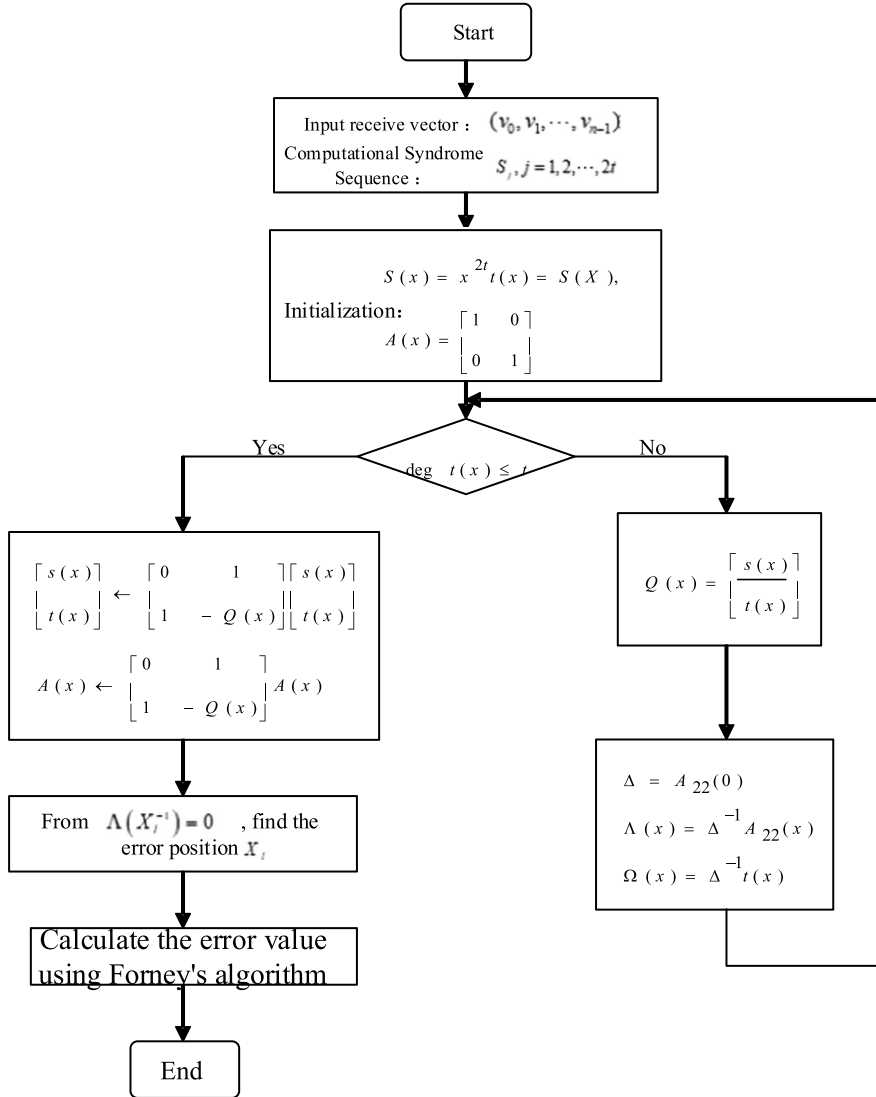 Start
Input receive vector : (v₀, v₁, ⋯, vₙ₋₁)
Computational Syndrome
Sequence : Sⱼ, j = 1, 2, ⋯, 2t
S(x) = x^{2t} t(x) = S(X),
Initialization:
A(x) = [1 0; 0 1]
deg t(x) ≤ t
Yes
No
[s(x); t(x)] ← [0 1; 1 −Q(x)] [s(x); t(x)]
A(x) ← [0 1; 1 −Q(x)] A(x)
Q(x) = [s(x) / t(x)]
Δ = A₂₂(0)
Λ(x) = Δ⁻¹ A₂₂(x)
Ω(x) = Δ⁻¹ t(x)
From Λ(Xₗ⁻¹) = 0 , find the
error position Xₗ
Calculate the error value
using Forney's algorithm
End